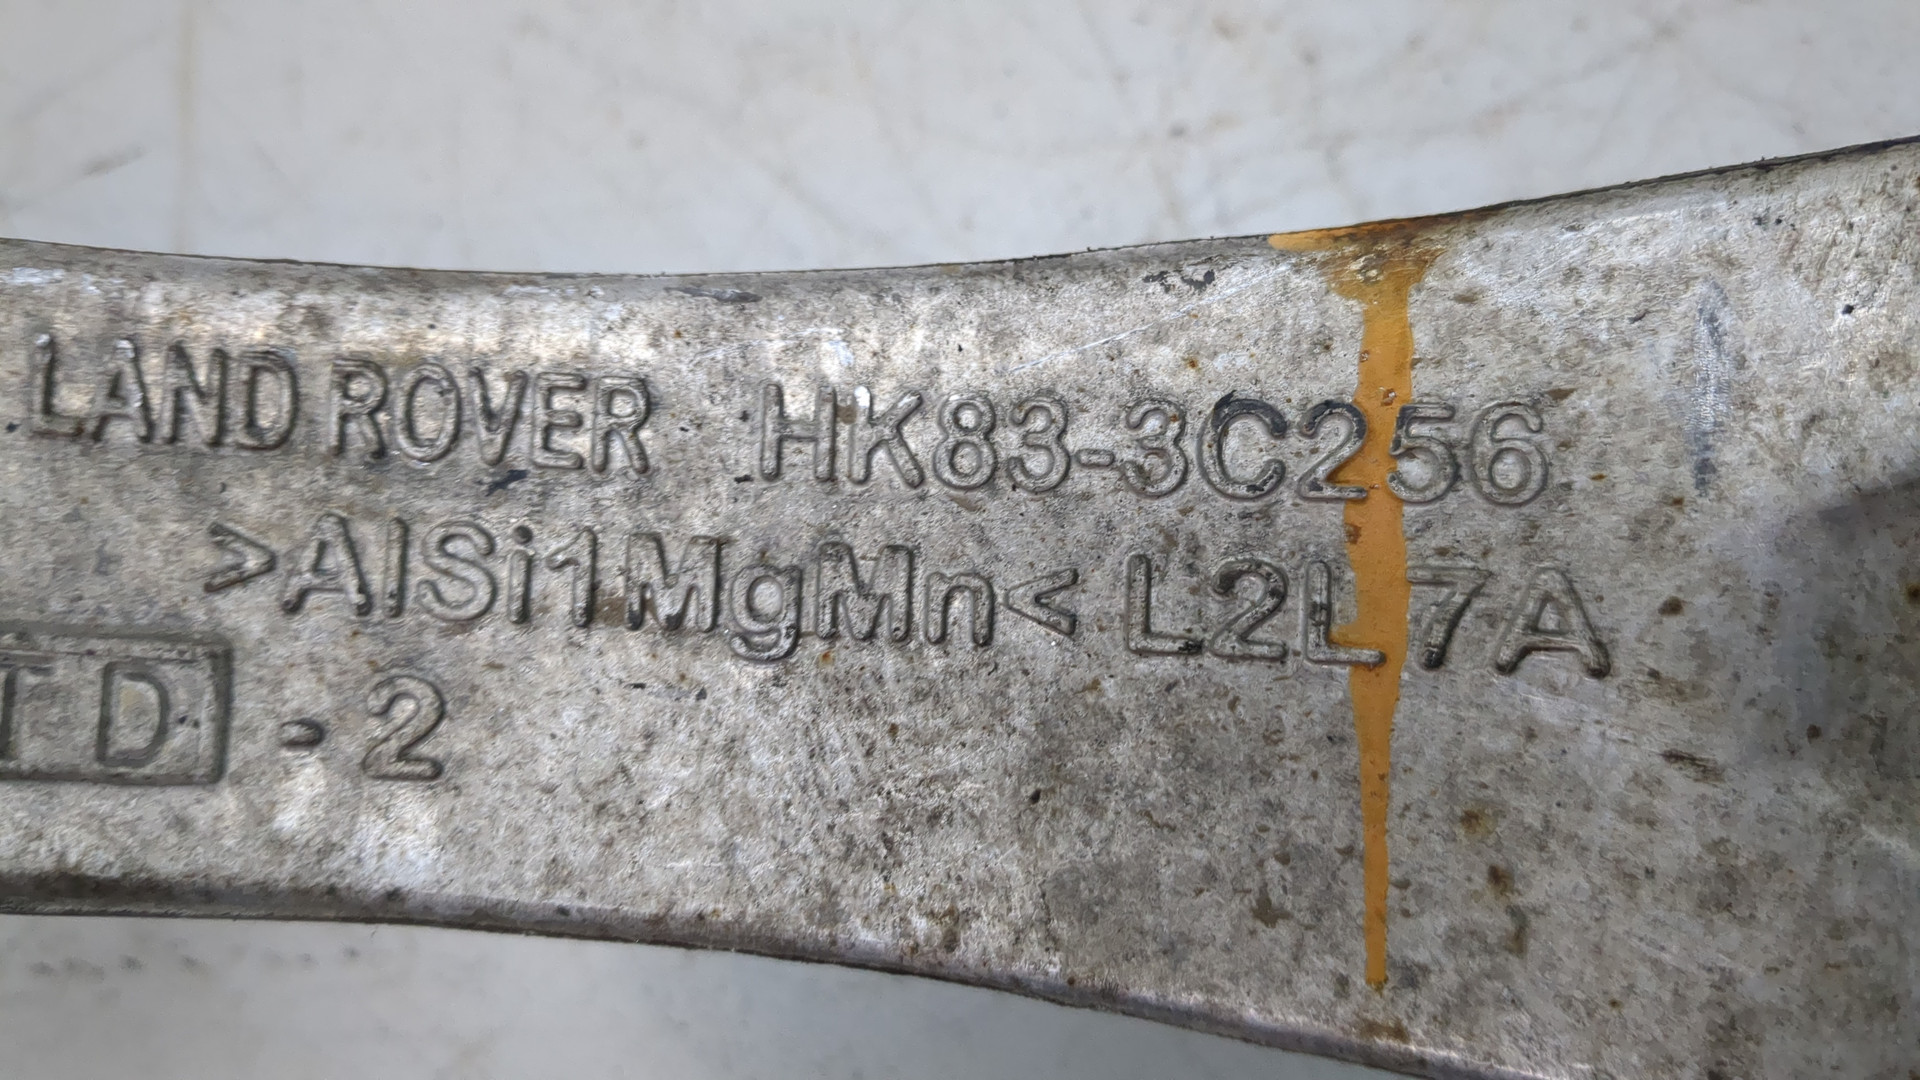 LAND ROVER HK83-3C256
>AlSi1MgMn< L2L7A
TD -2